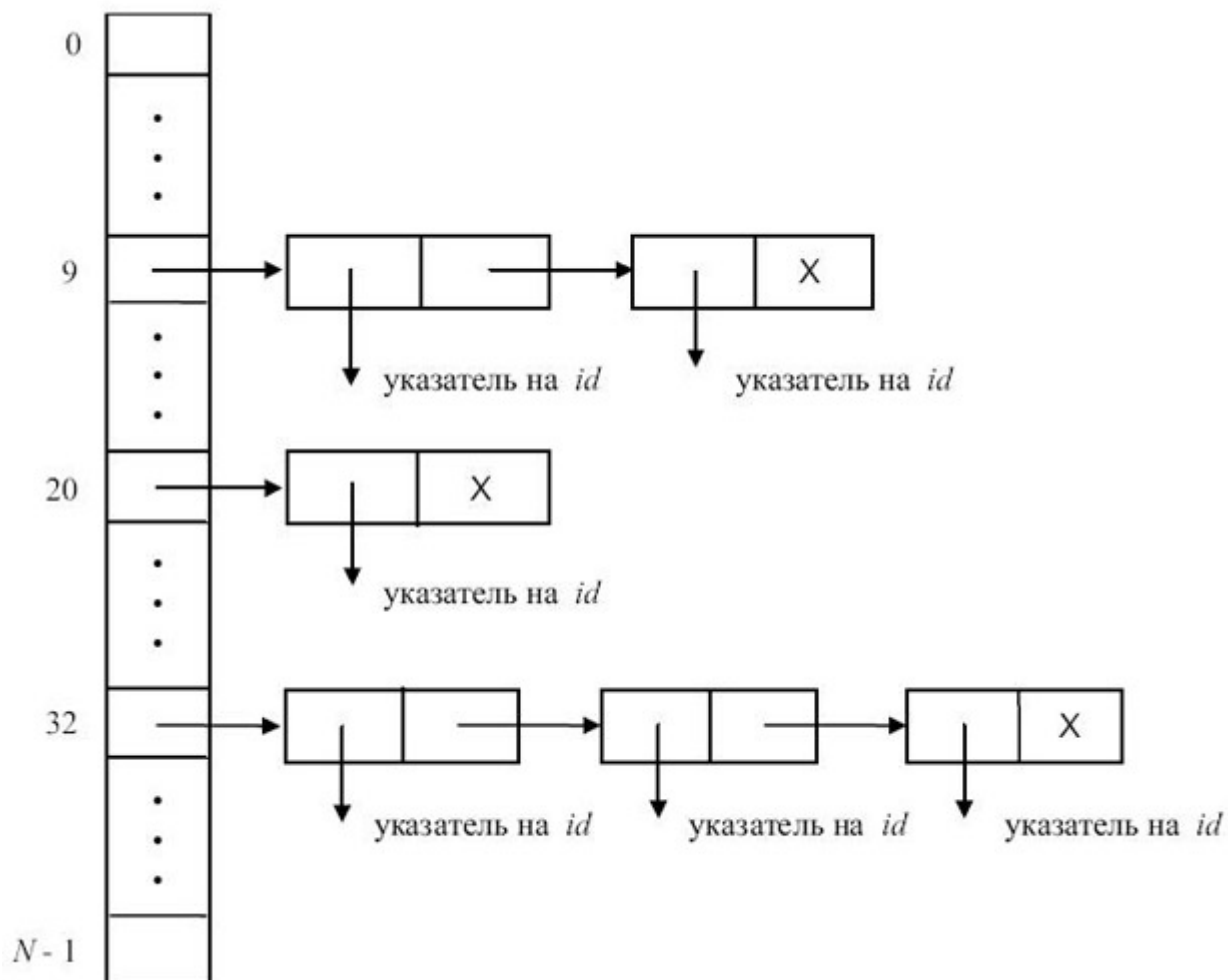 0
9
X
указатель на id
указатель на id
20
X
указатель на id
32
X
указатель на id
указатель на id
указатель на id
N - 1